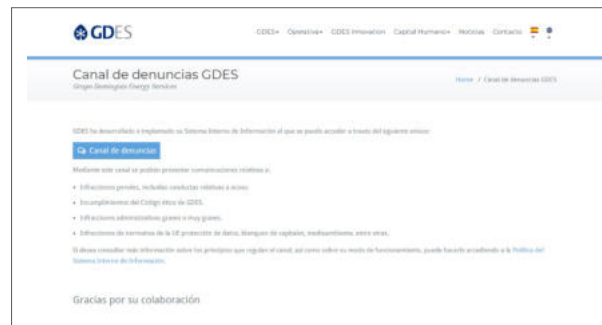 GDES
GDES Operativa GDES Innovation Capital Humano Noticias Contacto
Canal de denuncias GDES
Grupo Dominguis Energy Services
Home / Canal de denuncias GDES
GDES ha desarrollado e implantado su Sistema Interno de Información al que se puede acceder a través del siguiente enlace:
Canal de denuncias
Mediante este canal se podrán presentar comunicaciones relativas a:
• Infracciones penales, incluidas conductas relativas a acoso.
• Incumplimientos del Código ético de GDES.
• Infracciones administrativas graves o muy graves.
• Infracciones de normativa de la UE protección de datos, blanqueo de capitales, medioambiente, entre otras.
Si desea consultar más información sobre los principios que regulan el canal, así como sobre su modo de funcionamiento, puede hacerlo accediendo a la Política del
Sistema Interno de Información.
Gracias por su colaboración